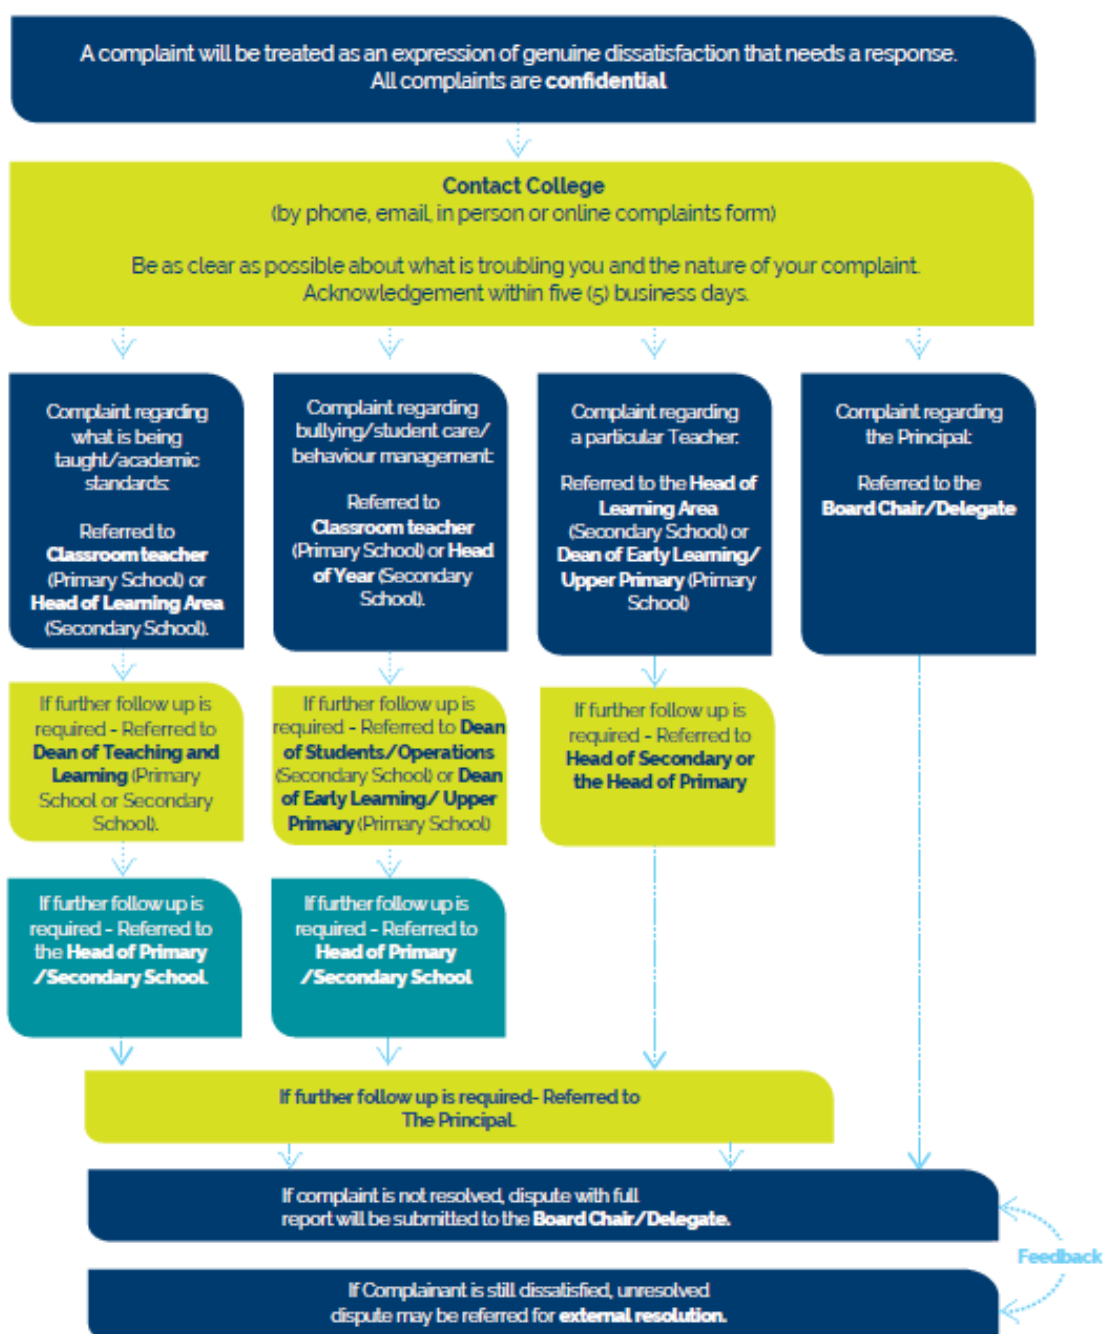 A complaint will be treated as an expression of genuine dissatisfaction that needs a response.
All complaints are confidential
Contact College
(by phone, email, in person or online complaints form)
Be as clear as possible about what is troubling you and the nature of your complaint.
Acknowledgement within five (5) business days.
Complaint regarding
what is being
taught/academic
standards:
Referred to
Classroom teacher
(Primary School) or
Head of Learning Area
(Secondary School).
Complaint regarding
bullying/student care/
behaviour management:
Referred to
Classroom teacher
(Primary School) or Head
of Year (Secondary
School).
Complaint regarding
a particular Teacher:
Referred to the Head of
Learning Area
(Secondary School) or
Dean of Early Learning/
Upper Primary (Primary
School)
Complaint regarding
the Principal:
Referred to the
Board Chair/Delegate
If further follow up is
required - Referred to
Dean of Teaching and
Learning (Primary
School or Secondary
School).
If further follow up is
required - Referred to Dean
of Students/Operations
(Secondary School) or Dean
of Early Learning/ Upper
Primary (Primary School)
If further follow up is
required - Referred to
Head of Secondary or
the Head of Primary
If further follow up is
required - Referred to
the Head of Primary
/Secondary School.
If further follow up is
required - Referred to
Head of Primary
/Secondary School
If further follow up is required- Referred to
The Principal.
If complaint is not resolved, dispute with full
report will be submitted to the Board Chair/Delegate.
Feedback
If Complainant is still dissatisfied, unresolved
dispute may be referred for external resolution.